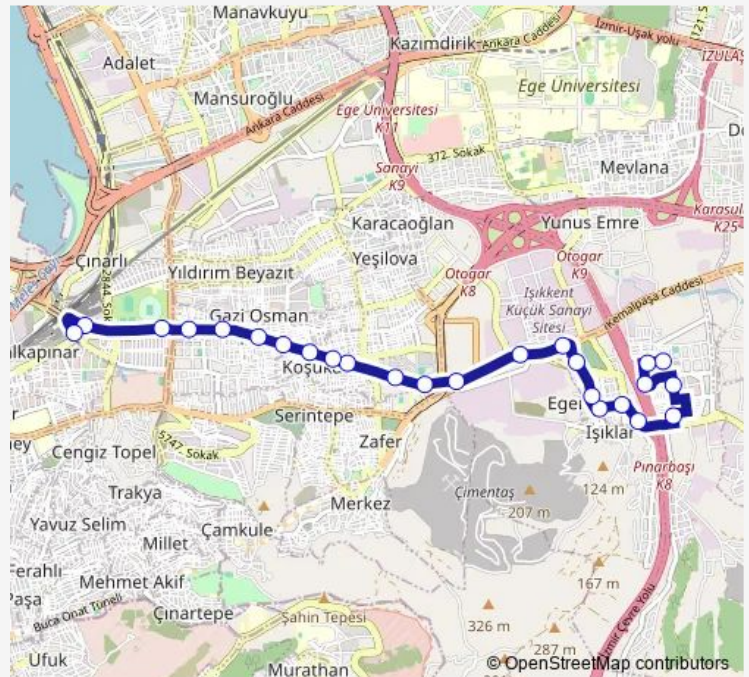 Manavkuyu
Kazımdirik
Ankara Caddesi
İzmir-Uşak yolu
Adalet
Mansuroğlu
Ege Üniversitesi
Ankara Caddesi
Ege Üniversitesi
K11
372. Sokak
Sanayi
K9
Mevlana
Karacaoğlan
Yunus Emre
Karasul
K25
Çınarlı
Yeşilova
Otogar
K9
Yıldırım Beyazıt
Otogar
K8
2844. Sok
Işıkkent
Küçük Sanayi
Sitesi
Gazi Osman
Kemalpaşa Caddesi
alkapınar
Koşuk
Egei
Serintepe
Zafer
Işıklar
5747. Sokak
Cengiz Topel
Pınarbaşı
K8
Trakya
Merkez
Çimentaş
124 m
207 m
Yavuz Selim
Çamkule
Millet
Ferahlı
Mehmet Akif
167 m
Paşa
Buca Onat Tüneli
Çınartepe
Şahin Tepesi
326 m
İzmir Çevre Yolu
287 m
Ufuk
Murathan
© OpenStreetMap contributors